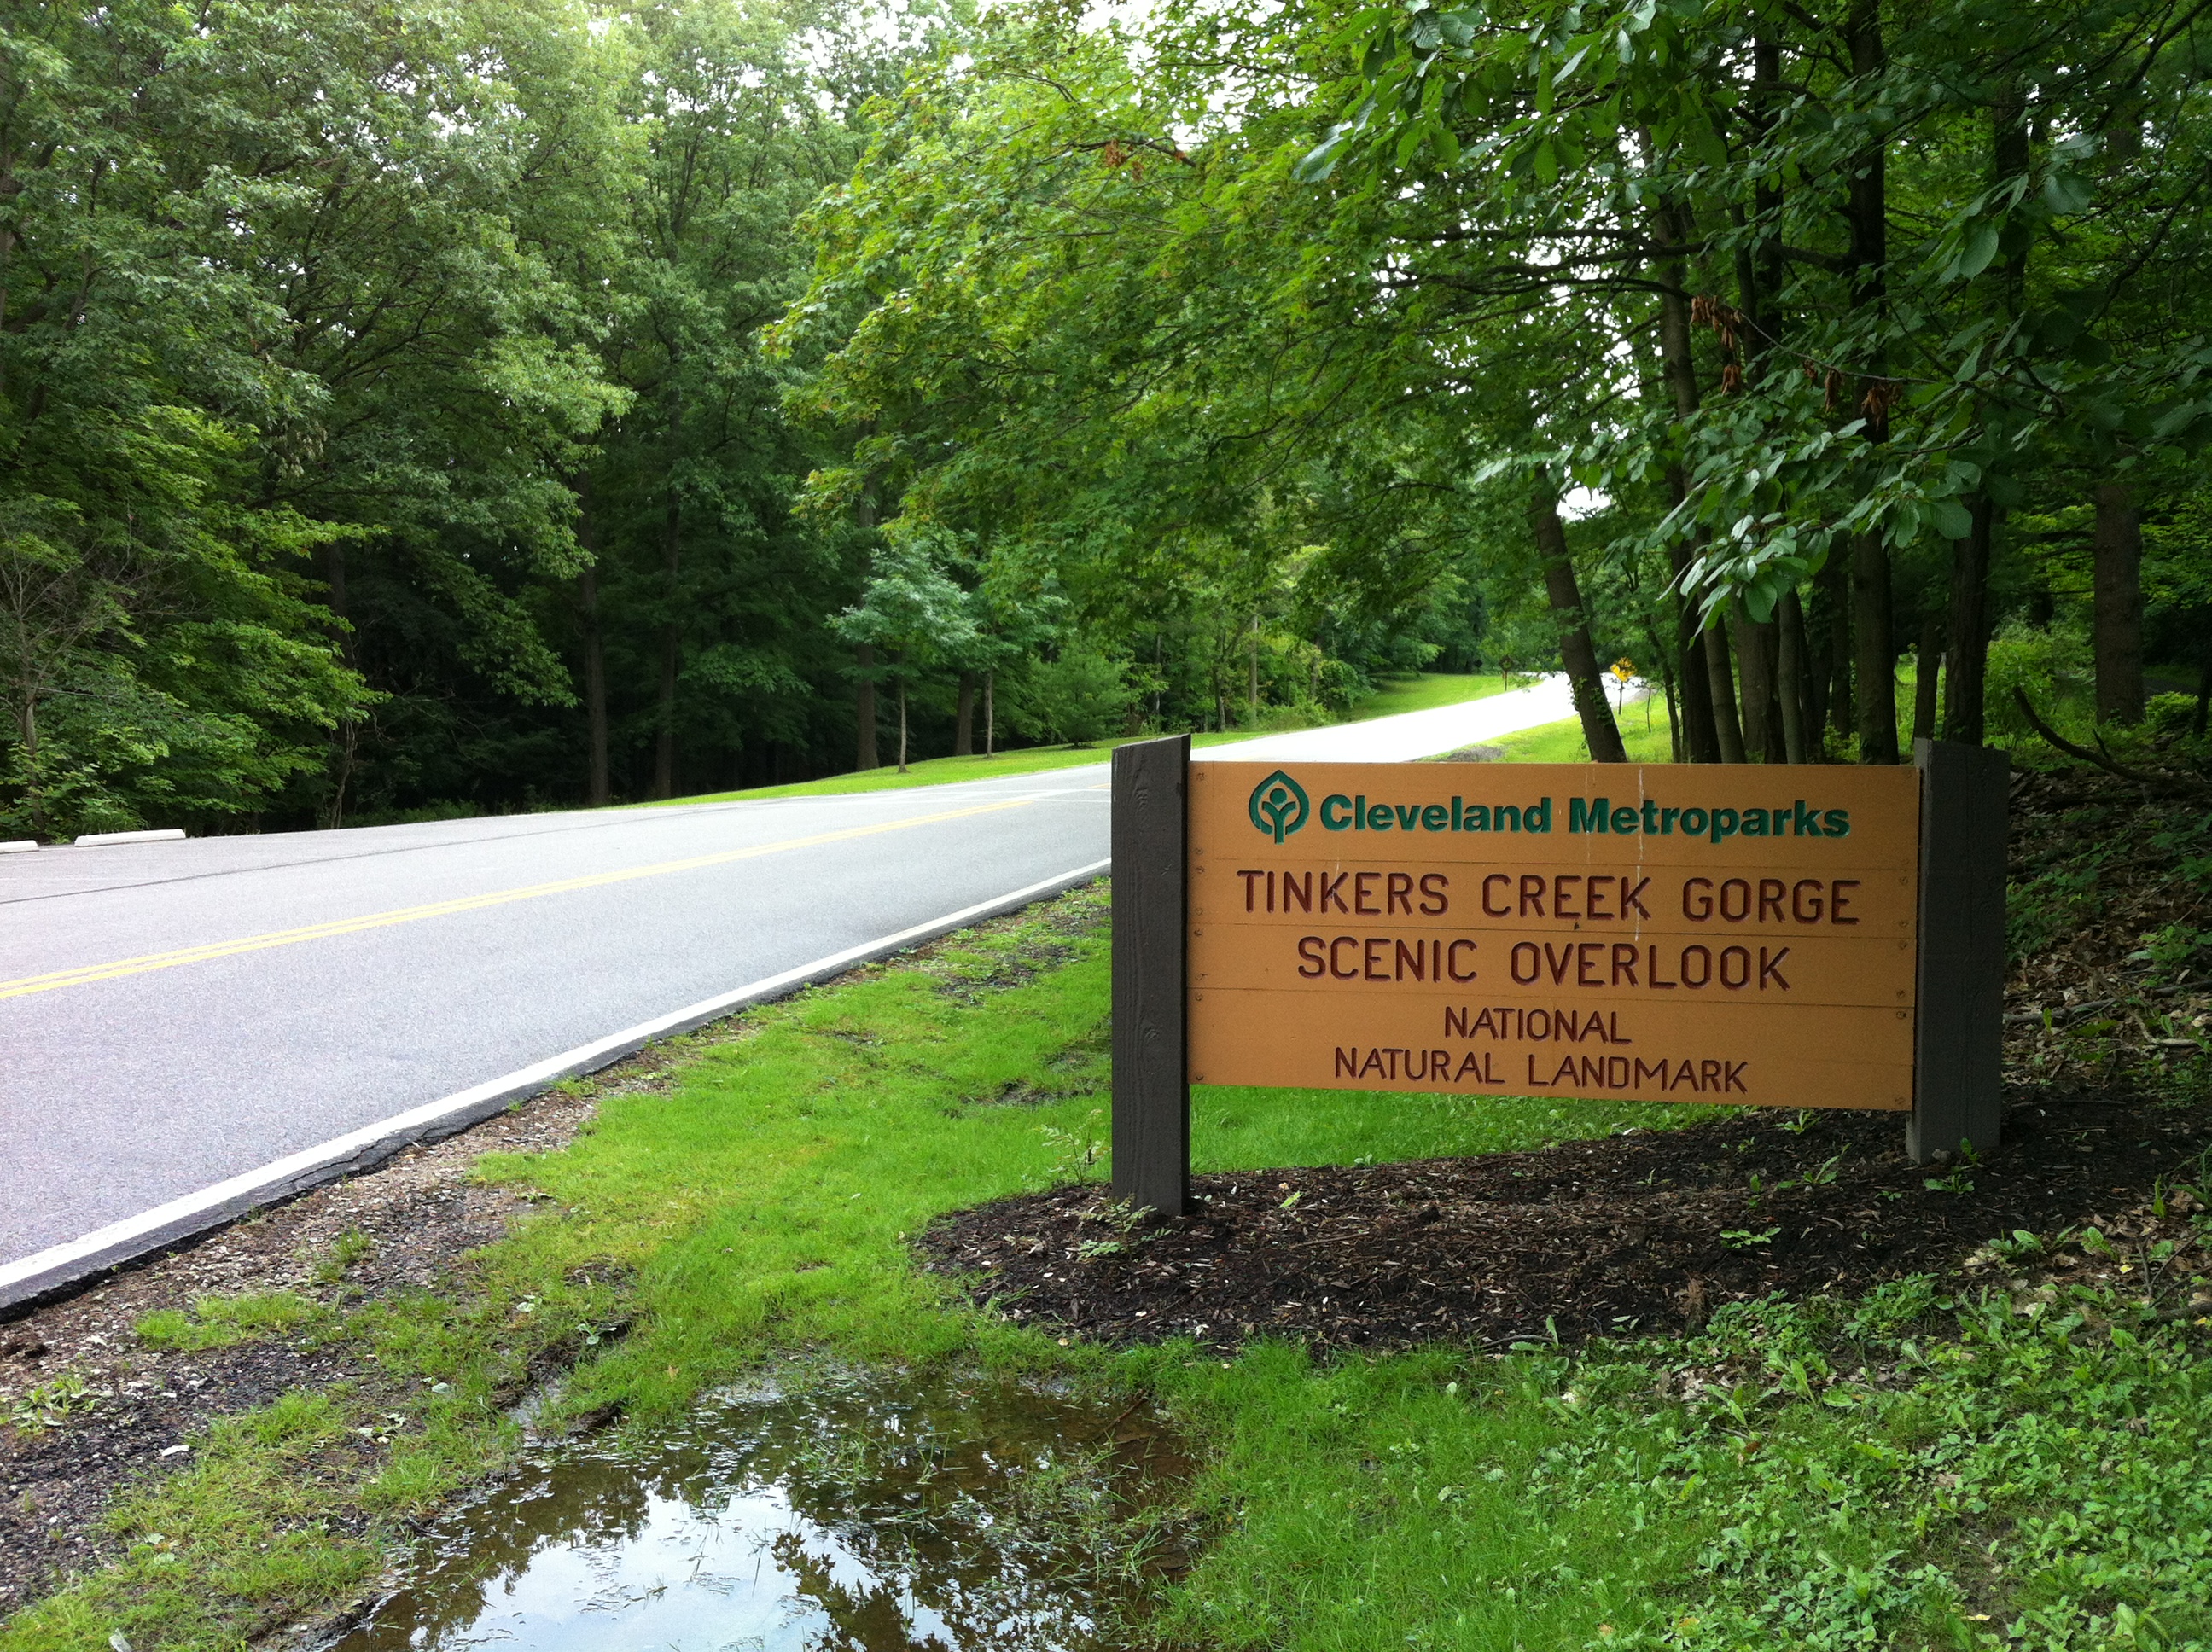 Cleveland Metroparks
TINKERS CREEK GORGE
SCENIC OVERLOOK
NATIONAL
NATURAL LANDMARK